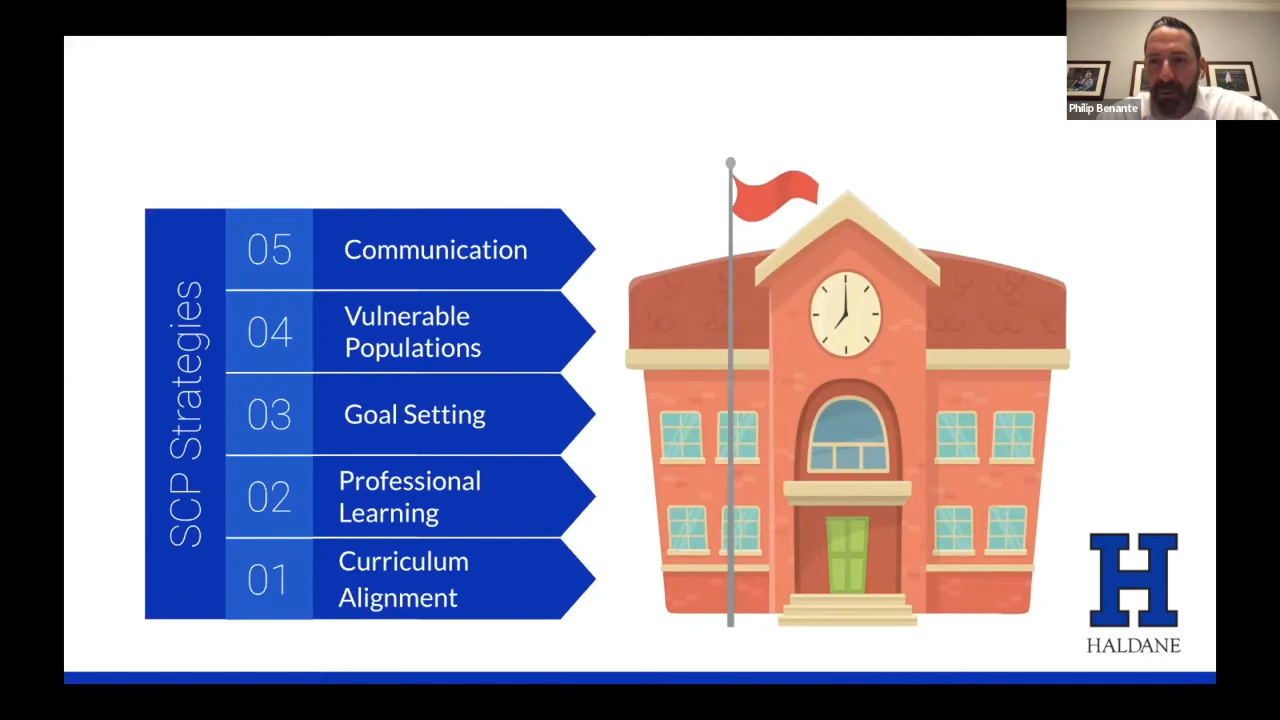 Philip Benante
SCP Strategies
05
Communication
04
Vulnerable
Populations
03
Goal Setting
02
Professional
Learning
01
Curriculum
Alignment
H
HALDANE